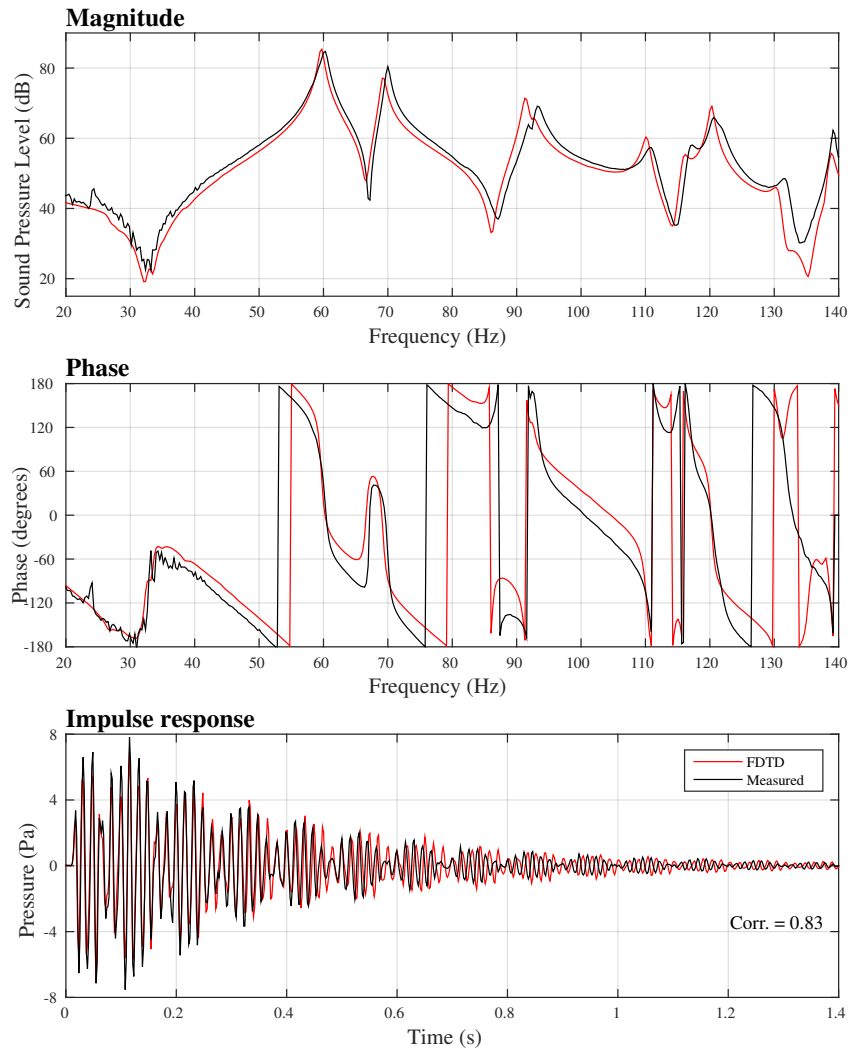 Magnitude
Sound Pressure Level (dB)
80
60
40
20
20 30 40 50 60 70 80 90 100 110 120 130 140
Frequency (Hz)
Phase
Phase (degrees)
180
120
60
0
-60
-120
-180
20 30 40 50 60 70 80 90 100 110 120 130 140
Frequency (Hz)
Impulse response
Pressure (Pa)
8
4
0
-4
-8
FDTD
Measured
Corr. = 0.83
0 0.2 0.4 0.6 0.8 1 1.2 1.4
Time (s)